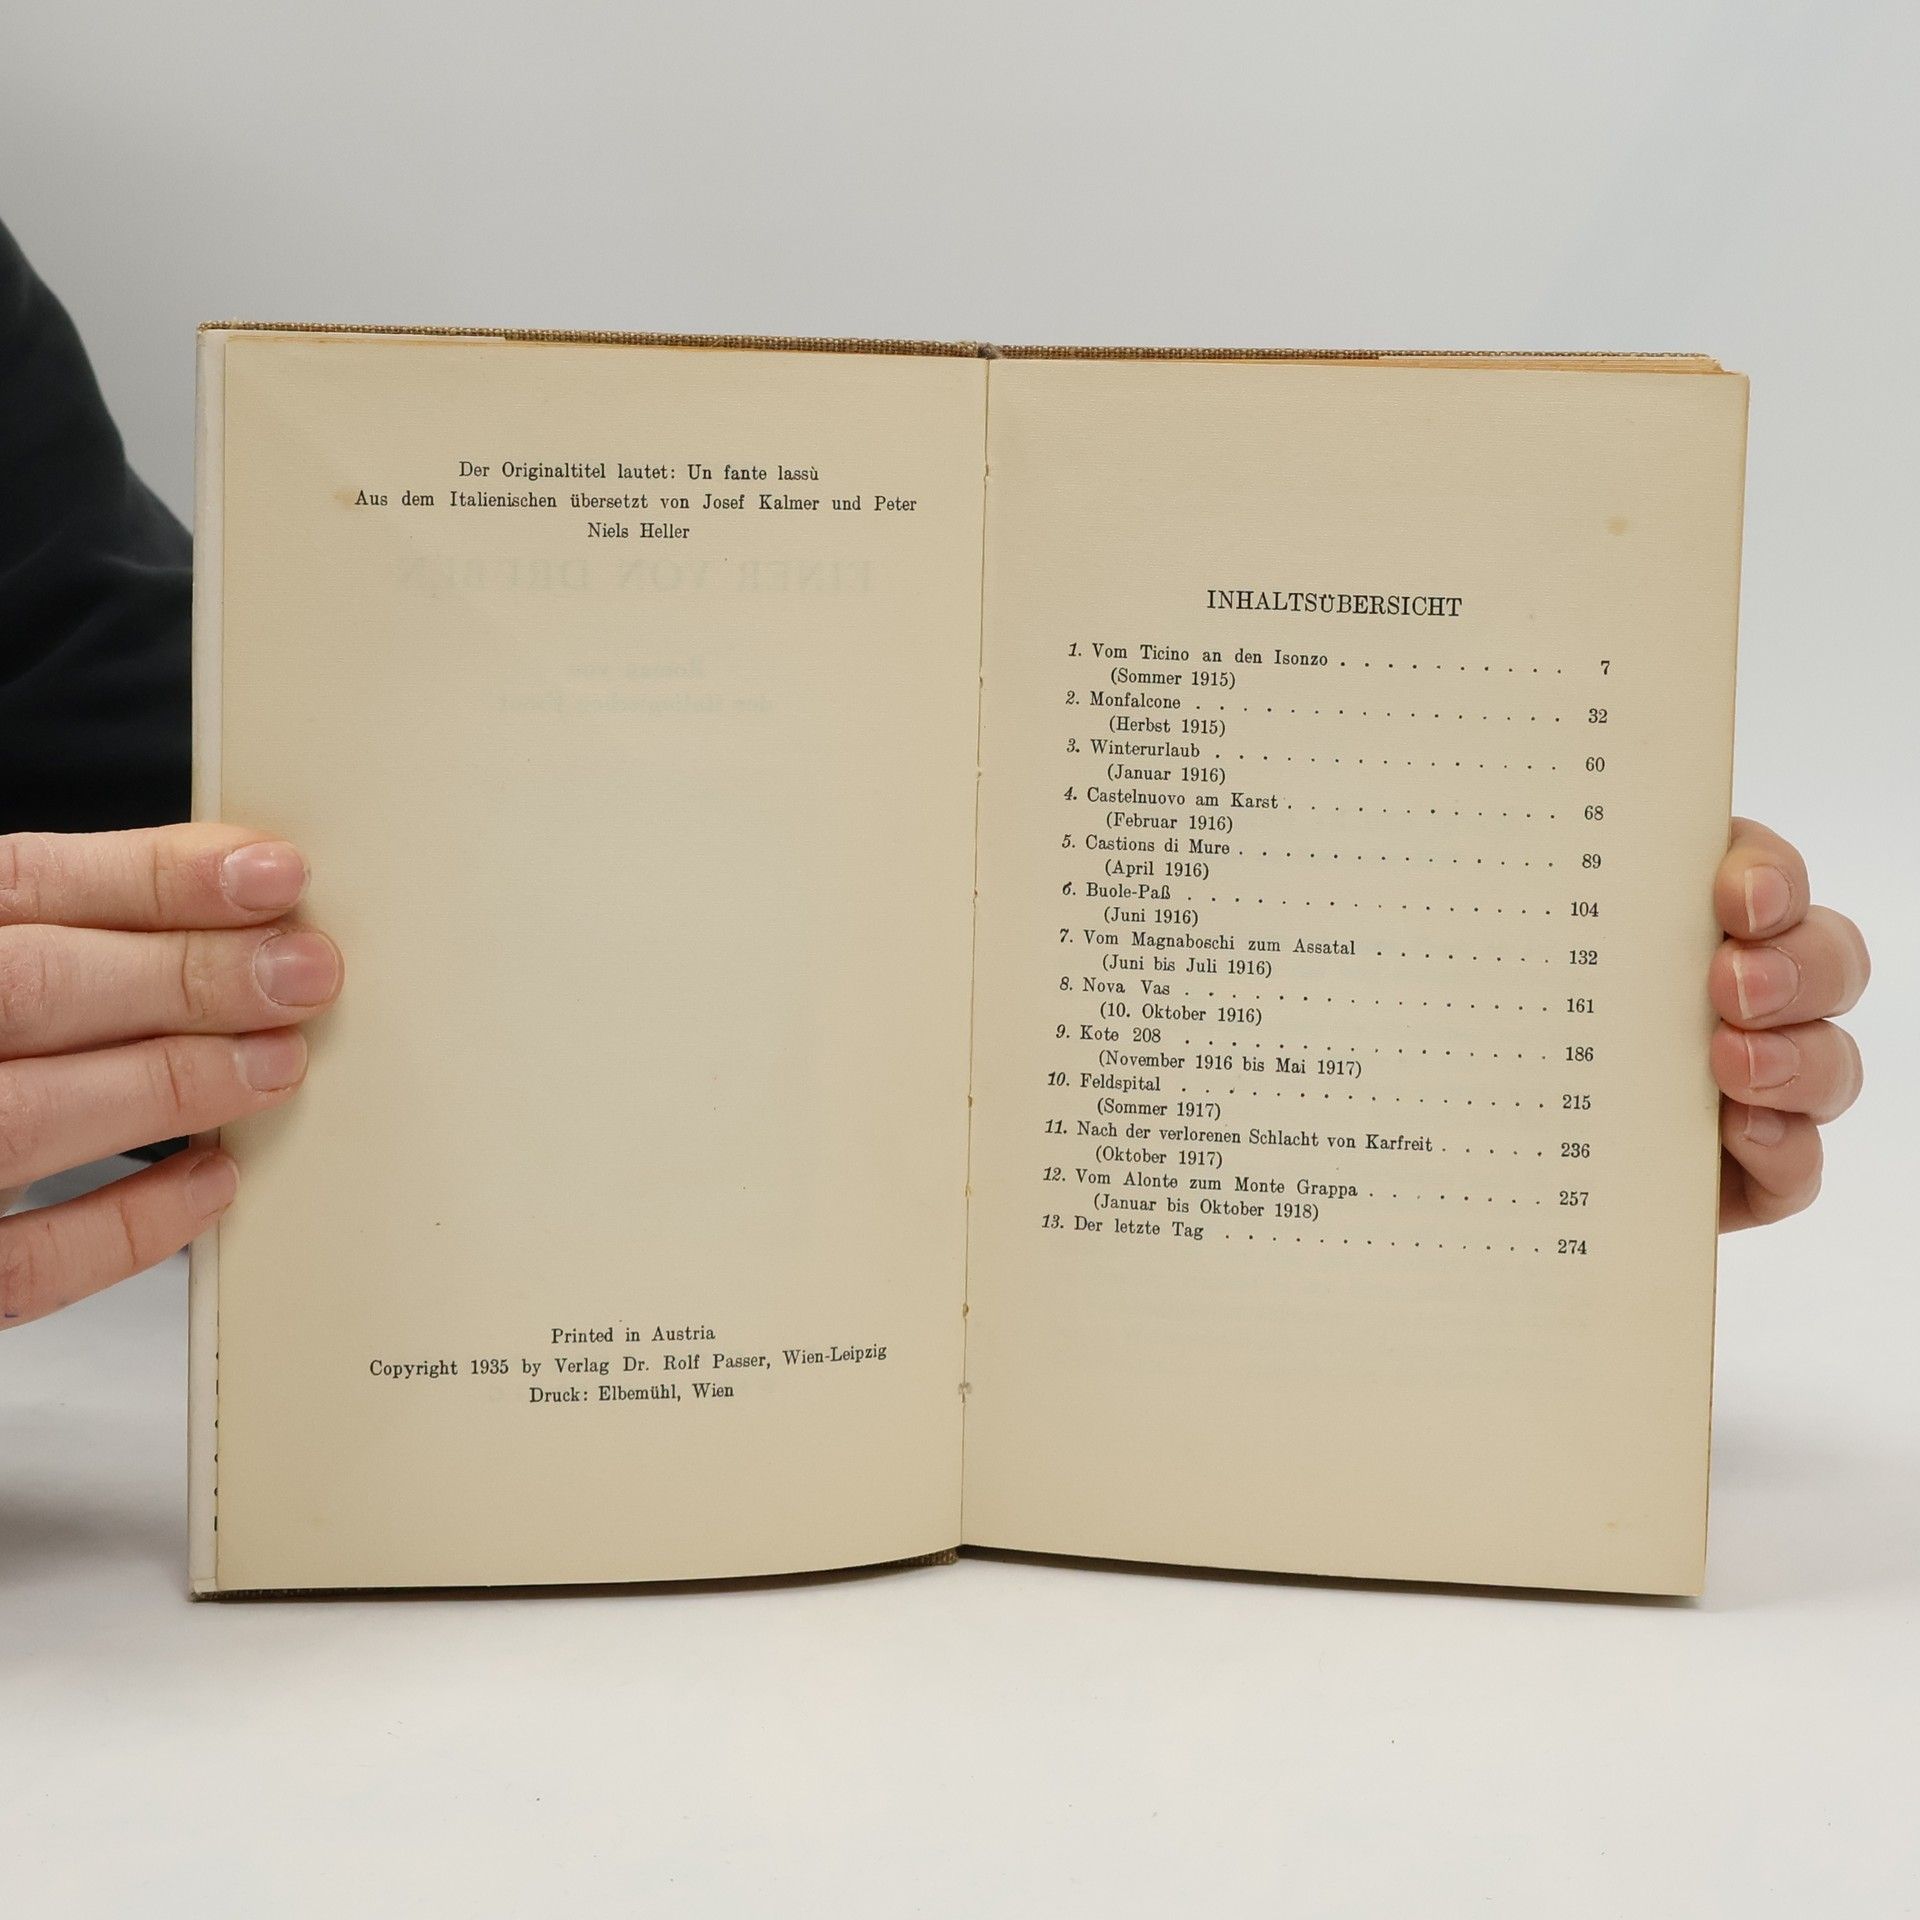 Der Originaltitel lautet: Un fante lassù
Aus dem Italienischen übersetzt von Josef Kalmer und Peter
Niels Heller
Printed in Austria
Copyright 1935 by Verlag Dr. Rolf Passer, Wien-Leipzig
Druck: Elbemühl, Wien
INHALTSÜBERSICHT
1. Vom Ticino an den Isonzo . . . . . . . . . . 7
(Sommer 1915)
2. Monfalcone . . . . . . . . . . . . . . . . 32
(Herbst 1915)
3. Winterurlaub . . . . . . . . . . . . . . . 60
(Januar 1916)
4. Castelnuovo am Karst . . . . . . . . . . . . 68
(Februar 1916)
5. Castions di Mure . . . . . . . . . . . . . . 89
(April 1916)
6. Buole-Paß . . . . . . . . . . . . . . . . 104
(Juni 1916)
7. Vom Magnaboschi zum Assatal . . . . . . . . 132
(Juni bis Juli 1916)
8. Nova Vas . . . . . . . . . . . . . . . . 161
(10. Oktober 1916)
9. Kote 208 . . . . . . . . . . . . . . . . 186
(November 1916 bis Mai 1917)
10. Feldspital . . . . . . . . . . . . . . . . 215
(Sommer 1917)
11. Nach der verlorenen Schlacht von Karfreit . . . . . 236
(Oktober 1917)
12. Vom Alonte zum Monte Grappa . . . . . . . . 257
(Januar bis Oktober 1918)
13. Der letzte Tag . . . . . . . . . . . . . . 274